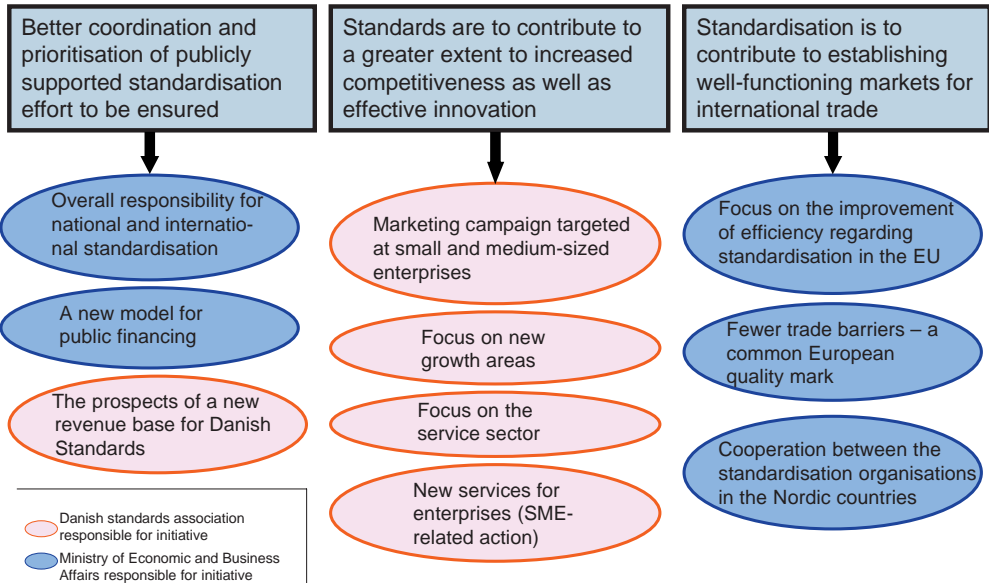 Better coordination and
prioritisation of publicly
supported standardisation
effort to be ensured
Overall responsibility for
national and internatio-
nal standardisation
A new model for
public financing
The prospects of a new
revenue base for Danish
Standards
Standards are to contribute to
a greater extent to increased
competitiveness as well as
effective innovation
Marketing campaign targeted
at small and medium-sized
enterprises
Focus on new
growth areas
Focus on the
service sector
New services for
enterprises (SME-
related action)
Standardisation is to
contribute to establishing
well-functioning markets for
international trade
Focus on the improvement
of efficiency regarding
standardisation in the EU
Fewer trade barriers – a
common European
quality mark
Cooperation between the
standardisation organisations
in the Nordic countries
Danish standards association
responsible for initiative
Ministry of Economic and Business
Affairs responsible for initiative